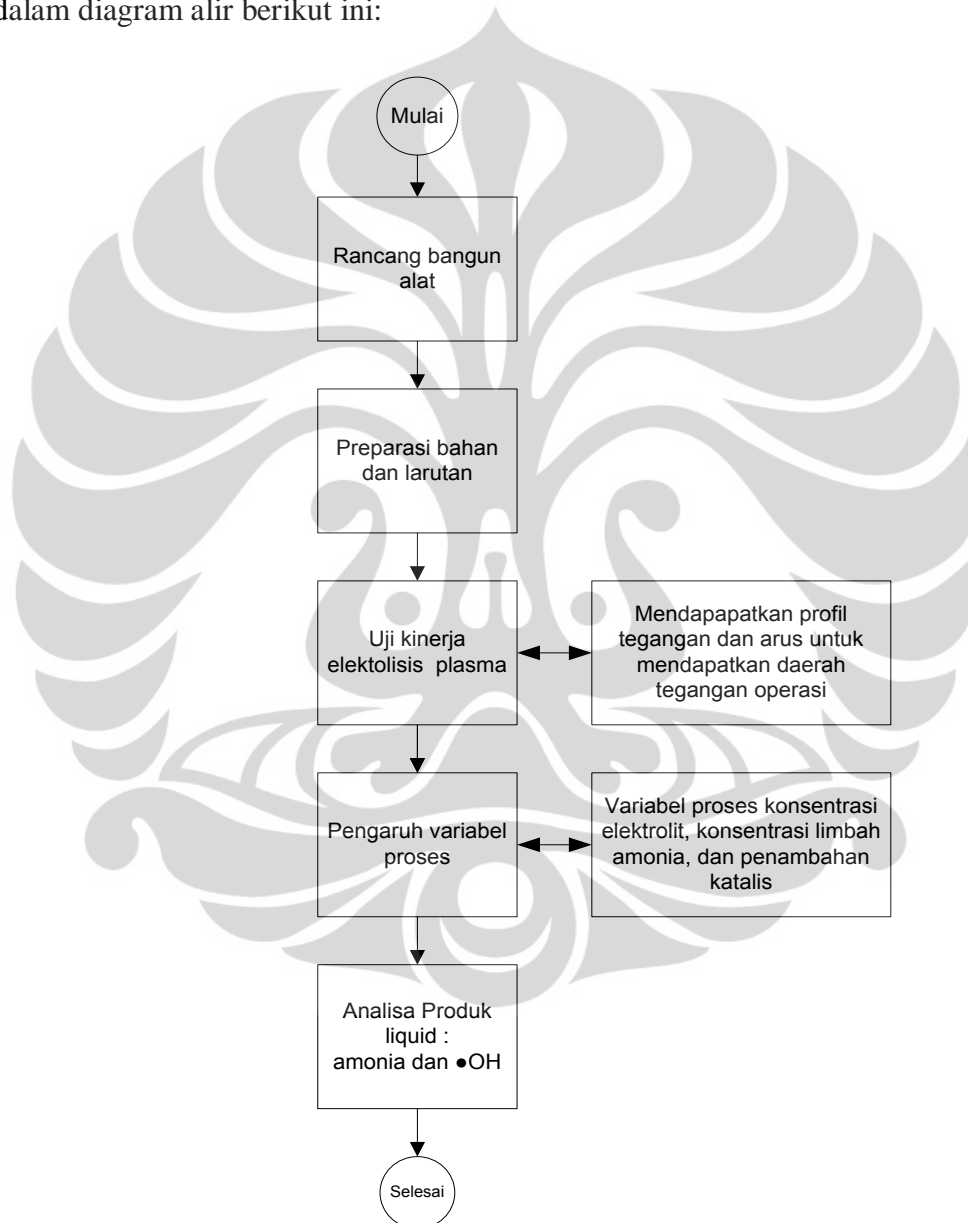 dalam diagram alir berikut ini:
Mulai
Rancang bangun
alat
Preparasi bahan
dan larutan
Uji kinerja
elektolisis plasma
Mendapapatkan profil
tegangan dan arus untuk
mendapatkan daerah
tegangan operasi
Pengaruh variabel
proses
Variabel proses konsentrasi
elektrolit, konsentrasi limbah
amonia, dan penambahan
katalis
Analisa Produk
liquid :
amonia dan ●OH
Selesai